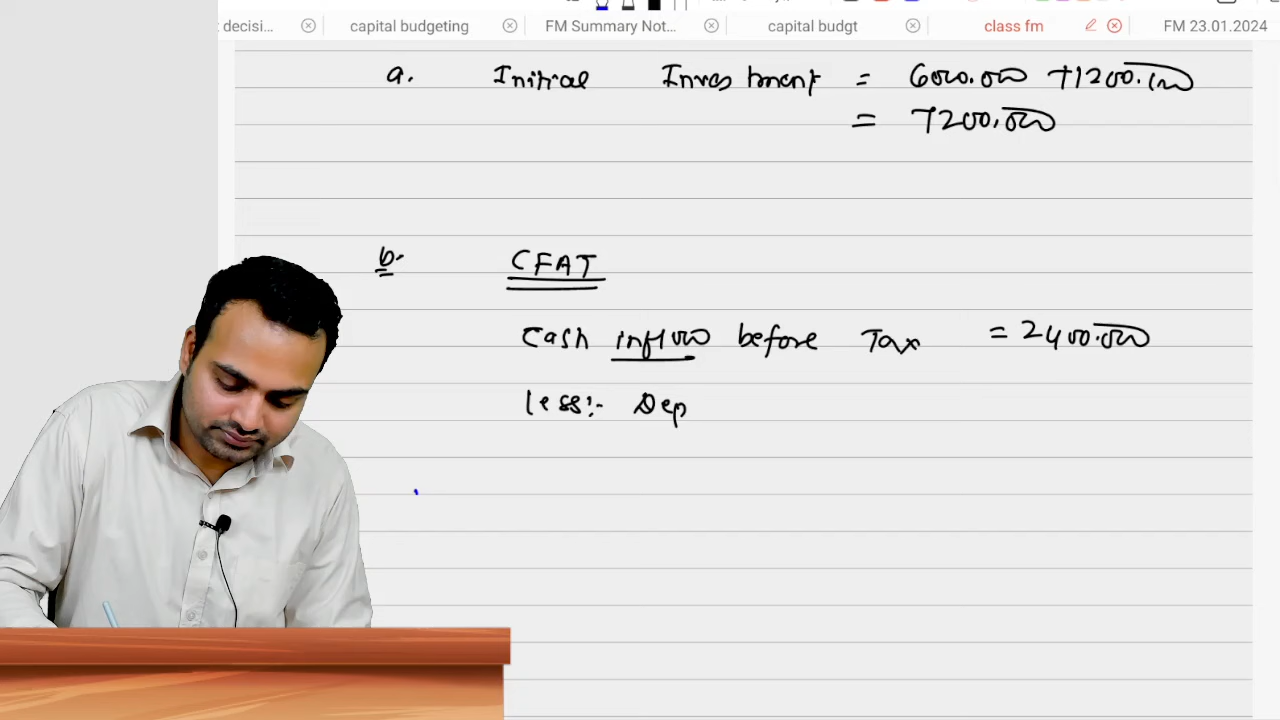 t decisi...
capital budgeting
FM Summary Not...
capital budgt
class fm
FM 23.01.2024
a. Initial Investment = 6000.000 +1200.000
= 7200.000
b. CFAT
Cash inflow before Tax = 2400.000
less:- Dep